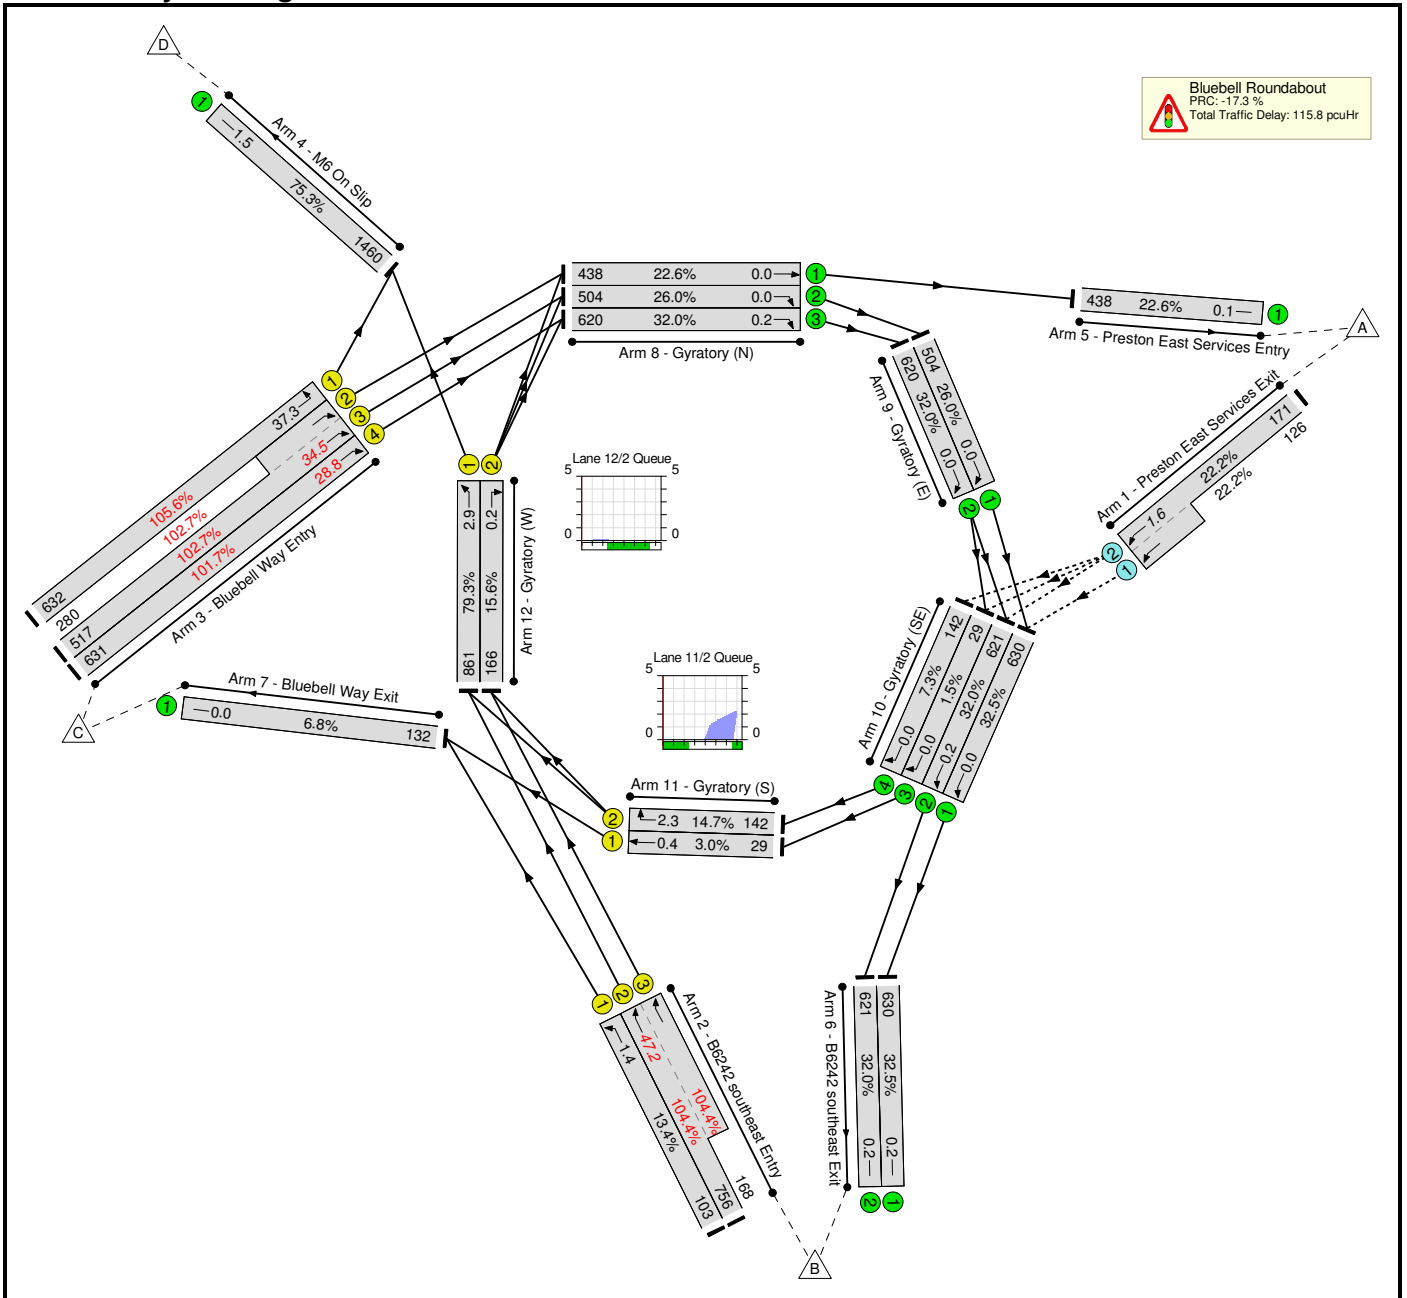 D
Bluebell Roundabout
PRC: -17.3 %
Total Traffic Delay: 115.8 pcuHr
1
1.5
75.3%
1460
Arm 4 - M6 On Slip
438 22.6% 0.0 1
504 26.0% 0.0 2
620 32.0% 0.2 3
Arm 8 - Gyratory (N)
438 22.6% 0.1 1
Arm 5 - Preston East Services Entry
A
504 26.0% 0.0 1
620 32.0% 0.0 2
Arm 9 - Gyratory (E)
Arm 1 - Preston East Services Exit
171 22.2% 1.6 2
126 22.2% 1
1
2
3
4
37.3
34.5
28.8
105.6%
102.7%
102.7%
101.7%
632
280
517
631
Arm 3 - Bluebell Way Entry
1 2
2.9 79.3% 861
0.2 15.6% 166
Arm 12 - Gyratory (W)
Lane 12/2 Queue
5 5
0 0
Lane 11/2 Queue
5 5
0 0
Arm 10 - Gyratory (SE)
142 7.3% 0.0 4
29 1.5% 0.0 3
621 32.0% 0.2 2
630 32.5% 0.0 1
Arm 7 - Bluebell Way Exit
1 0.0 6.8% 132
C
Arm 11 - Gyratory (S)
2 2.3 14.7% 142
1 0.4 3.0% 29
1 2 3
1.4 13.4% 103
47.2 104.4% 756
104.4% 168
Arm 2 - B6242 southeast Entry
Arm 6 - B6242 southeast Exit
621 32.0% 0.2 2
630 32.5% 0.2 1
B